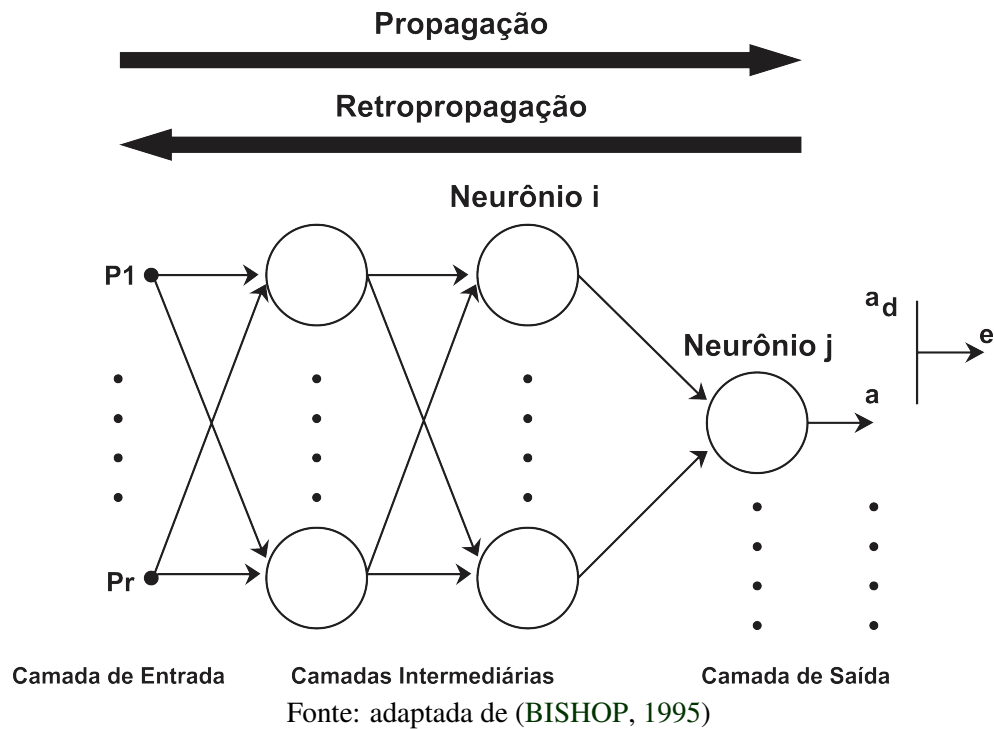 Propagação
Retropropagação
Neurônio i
P1
a d
e
Neurônio j
a
Pr
Camada de Entrada
Camadas Intermediárias
Camada de Saída
Fonte: adaptada de (BISHOP, 1995)